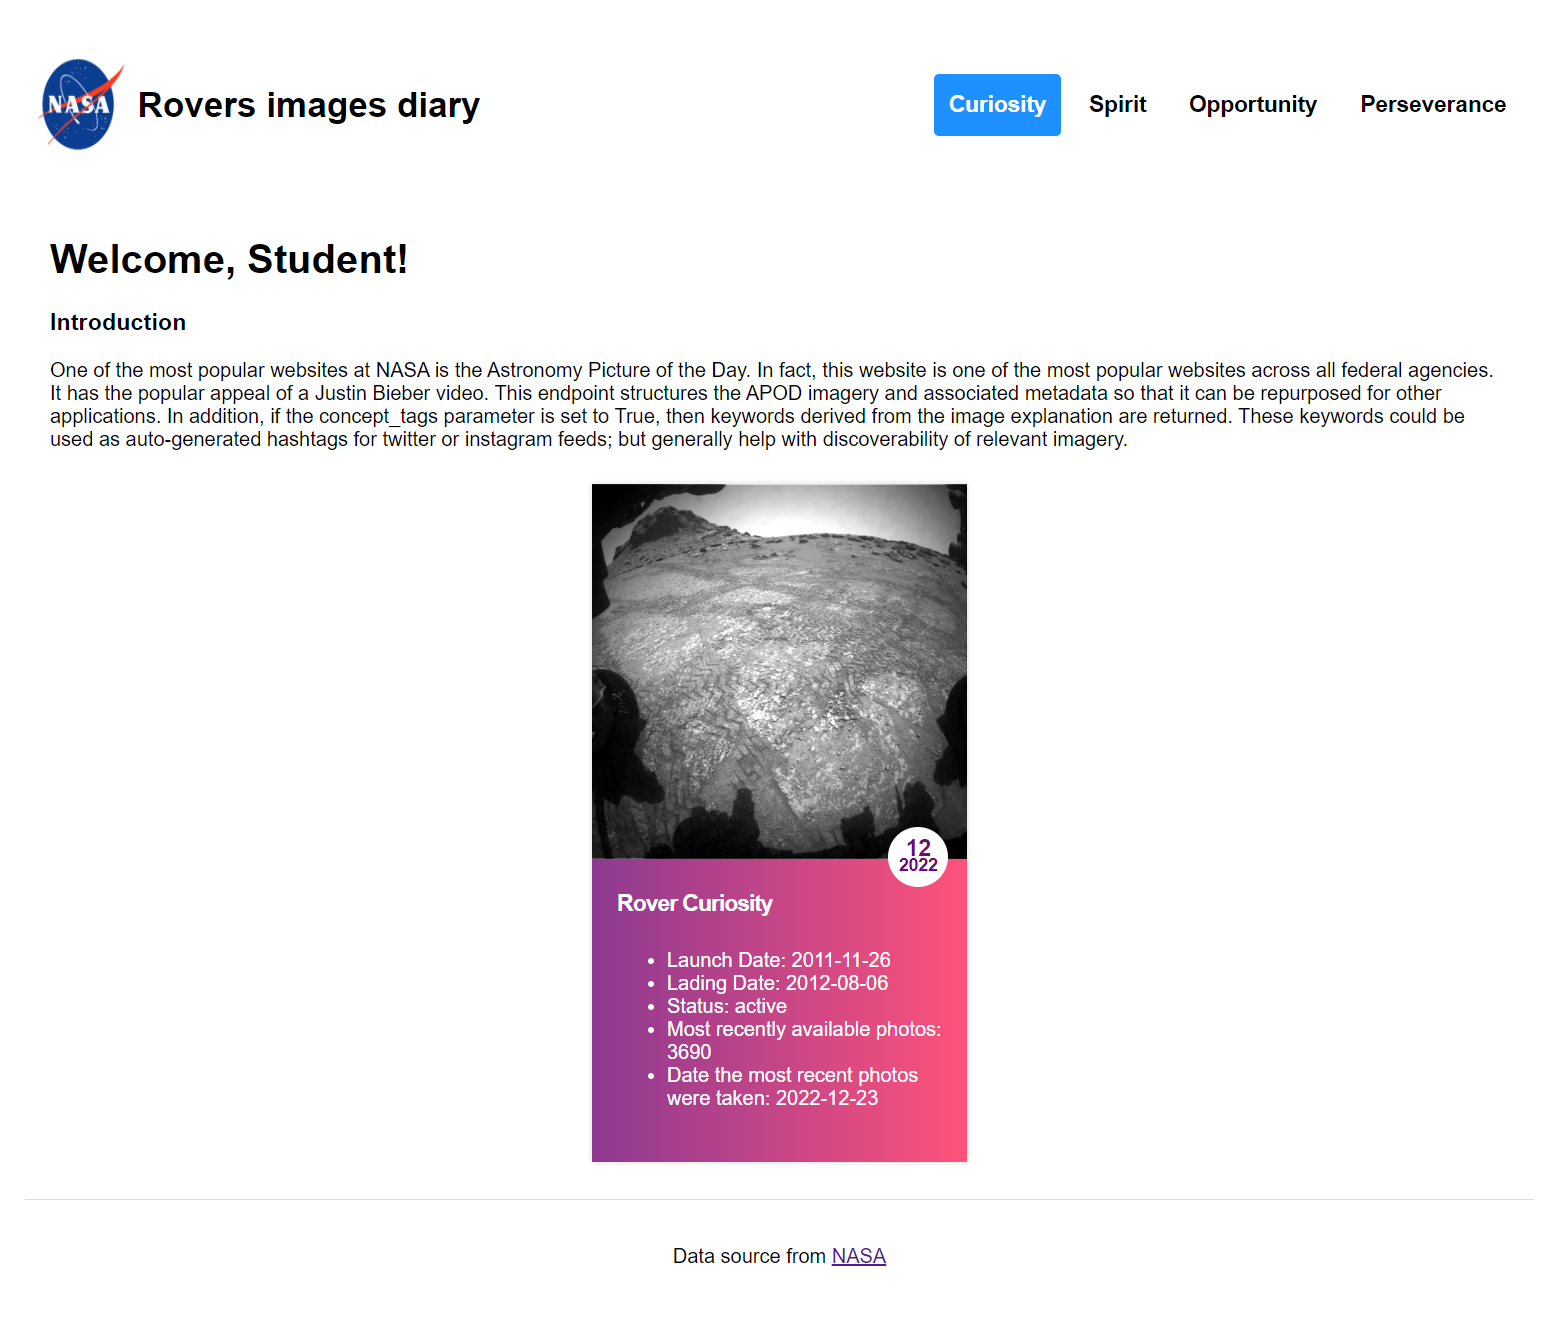 NASA
Rovers images diary
Curiosity Spirit Opportunity Perseverance
Welcome, Student!
Introduction
One of the most popular websites at NASA is the Astronomy Picture of the Day. In fact, this website is one of the most popular websites across all federal agencies.
It has the popular appeal of a Justin Bieber video. This endpoint structures the APOD imagery and associated metadata so that it can be repurposed for other
applications. In addition, if the concept_tags parameter is set to True, then keywords derived from the image explanation are returned. These keywords could be
used as auto-generated hashtags for twitter or instagram feeds; but generally help with discoverability of relevant imagery.
12
2022
Rover Curiosity
Launch Date: 2011-11-26
Lading Date: 2012-08-06
Status: active
Most recently available photos:
3690
Date the most recent photos
were taken: 2022-12-23
Data source from NASA